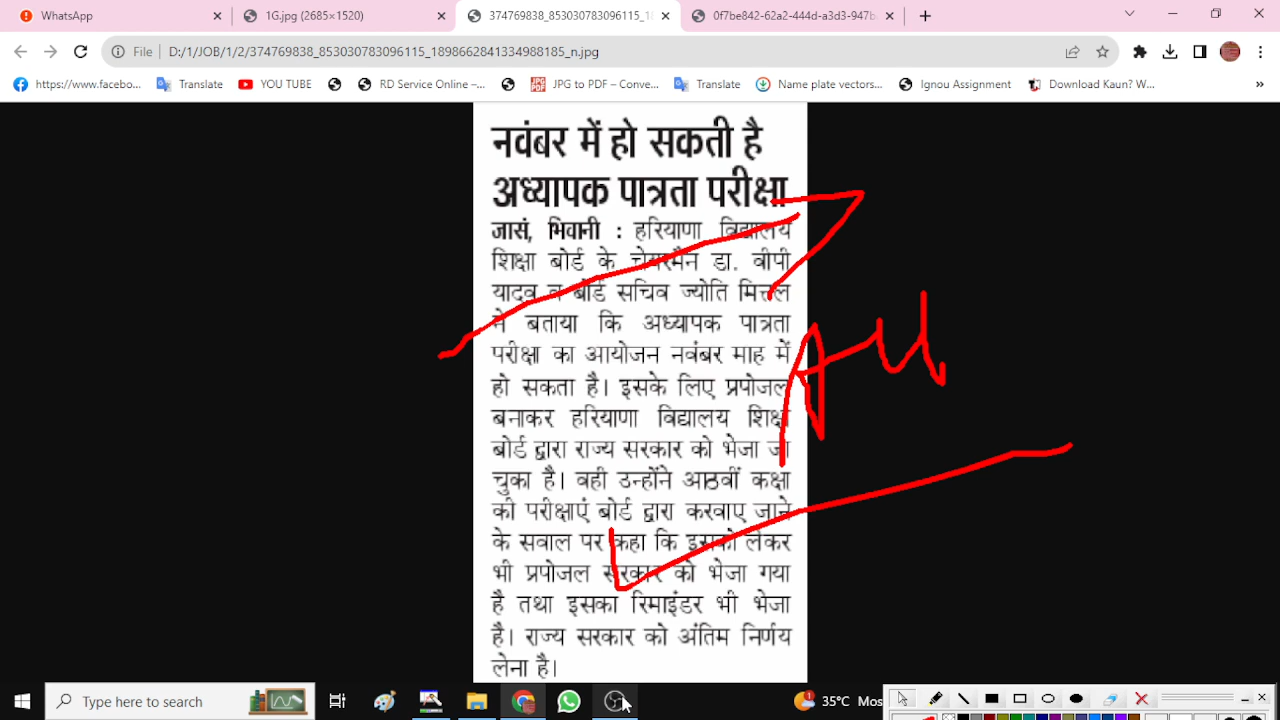 WhatsApp
1G.jpg (2685×1520)
374769838_853030783096115_1
0f7be842-62a2-444d-a3d3-947b
File
D:/1/JOB/1/2/374769838_853030783096115_1898662841334988185_n.jpg
https://www.facebo...
Translate
YOU TUBE
RD Service Online –...
JPG to PDF – Conve...
Translate
Name plate vectors...
Ignou Assignment
Download Kaun? W...
»
नवंबर में हो सकती है
अध्यापक पात्रता परीक्षा
जासं, भिवानी : हरियाणा विद्यालय
शिक्षा बोर्ड के चेयरमैन डा. वीपी
यादव व बोर्ड सचिव ज्योति मित्तल
ने बताया कि अध्यापक पात्रता
परीक्षा का आयोजन नवंबर माह में
हो सकता है। इसके लिए प्रपोजल
बनाकर हरियाणा विद्यालय शिक्षा
बोर्ड द्वारा राज्य सरकार को भेजा जा
चुका है। वही उन्होंने आठवीं कक्षा
की परीक्षाएं बोर्ड द्वारा करवाए जाने
के सवाल पर कहा कि इसको लेकर
भी प्रपोजल सरकार को भेजा गया
है तथा इसका रिमाइंडर भी भेजा
है। राज्य सरकार को अंतिम निर्णय
लेना है।
Type here to search
35°C Mos